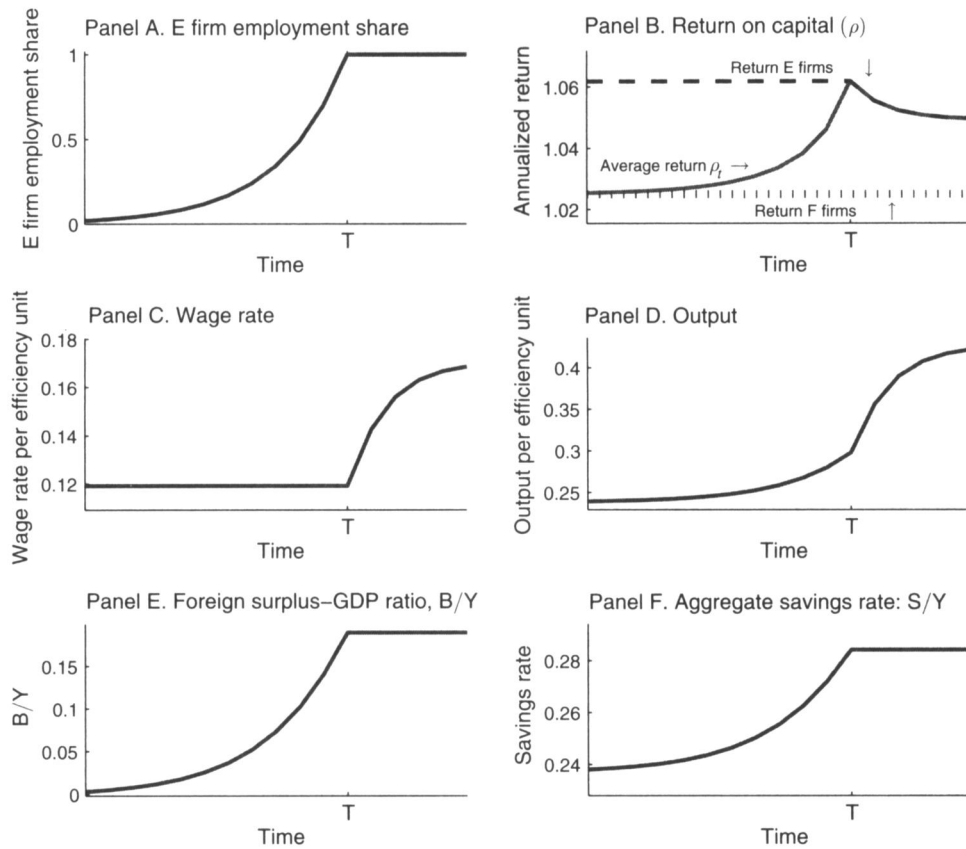 Panel A. E firm employment share
E firm employment share
1
0.5
0
T
Time
Panel B. Return on capital (ρ)
Annualized return
1.06
1.04
1.02
Return E firms ↓
Average return ρt →
Return F firms ↑
T
Time
Panel C. Wage rate
Wage rate per efficiency unit
0.18
0.16
0.14
0.12
T
Time
Panel D. Output
Output per efficiency unit
0.4
0.35
0.3
0.25
T
Time
Panel E. Foreign surplus–GDP ratio, B/Y
B/Y
0.15
0.1
0.05
0
T
Time
Panel F. Aggregate savings rate: S/Y
Savings rate
0.28
0.26
0.24
T
Time